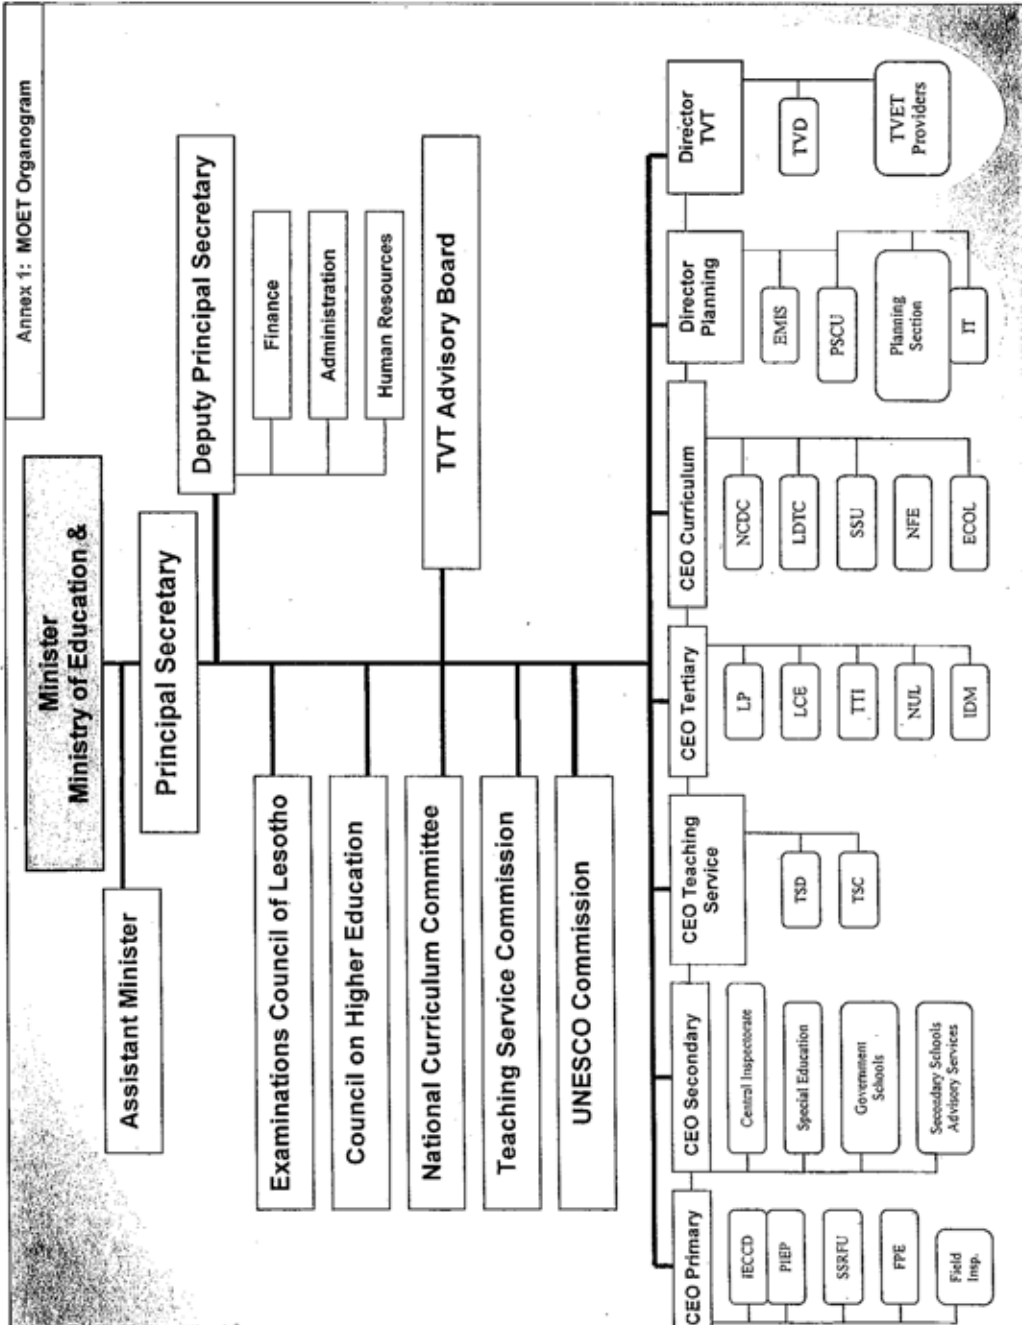 Annex 1: MOET Organogram
Minister
Ministry of Education &
Assistant Minister
Principal Secretary
Deputy Principal Secretary
Finance
Administration
Human Resources
Examinations Council of Lesotho
Council on Higher Education
National Curriculum Committee
TVT Advisory Board
Teaching Service Commission
UNESCO Commission
CEO Primary
IECCD
PIEP
SSRFU
FPE
Field
Insp.
CEO Secondary
Central Inspectorate
Special Education
Government
Schools
Secondary Schools
Advisory Services
CEO Teaching
Service
TSD
TSC
CEO Tertiary
LP
LCE
TTI
NUL
IDM
CEO Curriculum
NCDC
LDTC
SSU
NFE
ECOL
Director
Planning
EMIS
PSCU
Planning
Section
IT
Director
TVT
TVD
TVET
Providers